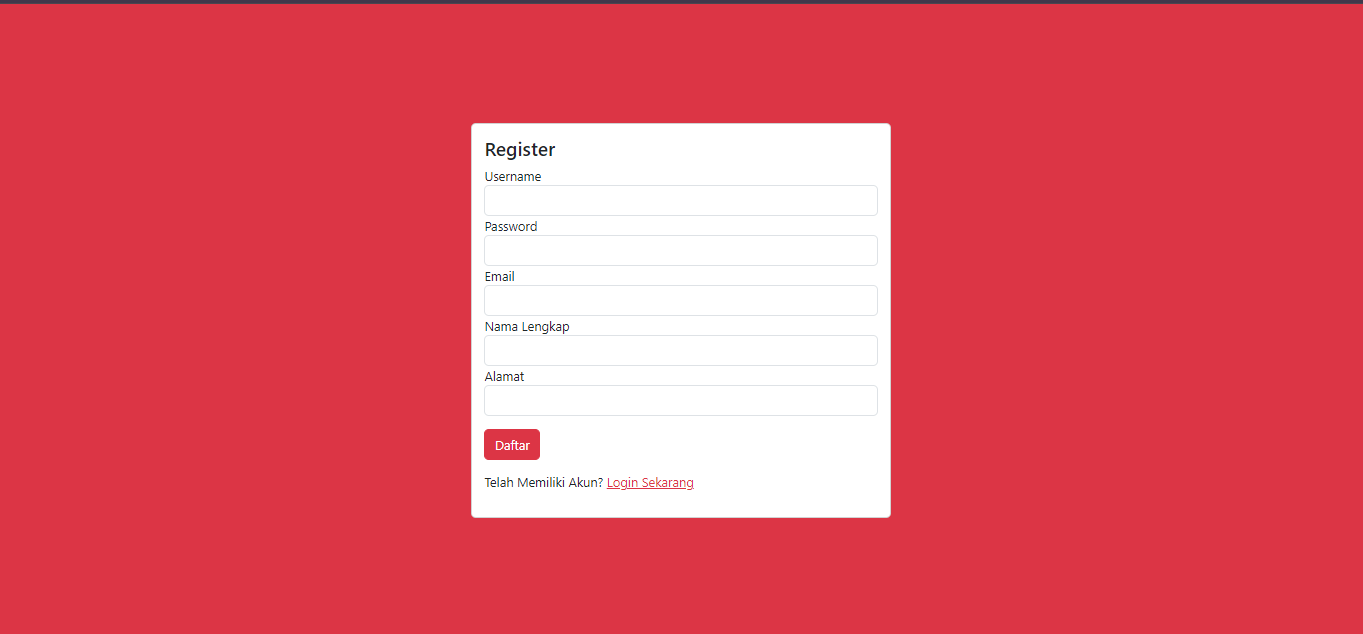 Register
Username
Password
Email
Nama Lengkap
Alamat
Daftar
Telah Memiliki Akun? Login Sekarang